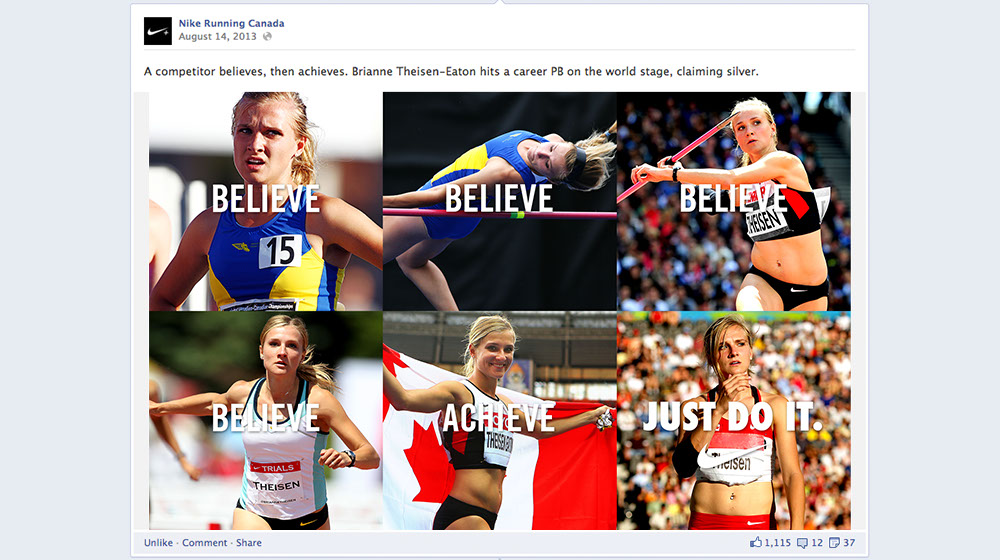 Nike Running Canada
August 14, 2013
A competitor believes, then achieves. Brianne Theisen-Eaton hits a career PB on the world stage, claiming silver.
BELIEVE
15
BELIEVE
BELIEVE
THEISEN
BELIEVE
TRIALS
THEISEN
ACHIEVE
THEISEN EATON
JUST DO IT.
Theisen
Unlike · Comment · Share
1,115 12 37